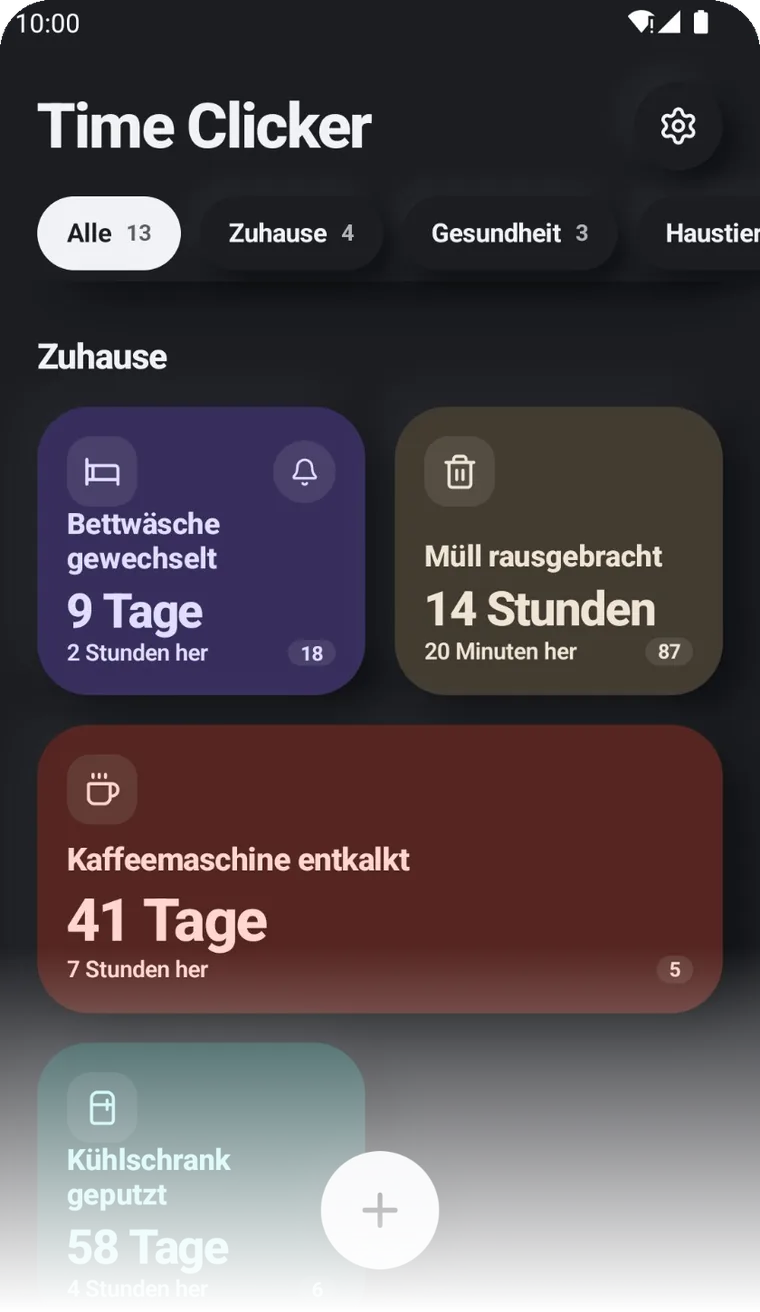 10:00
Time Clicker
Alle 13 Zuhause 4 Gesundheit 3 Haustier
Zuhause
Bettwäsche
gewechselt
9 Tage
2 Stunden her 18
Müll rausgebracht
14 Stunden
20 Minuten her 87
Kaffeemaschine entkalkt
41 Tage
7 Stunden her 5
Kühlschrank
geputzt
58 Tage
4 Stunden her 6